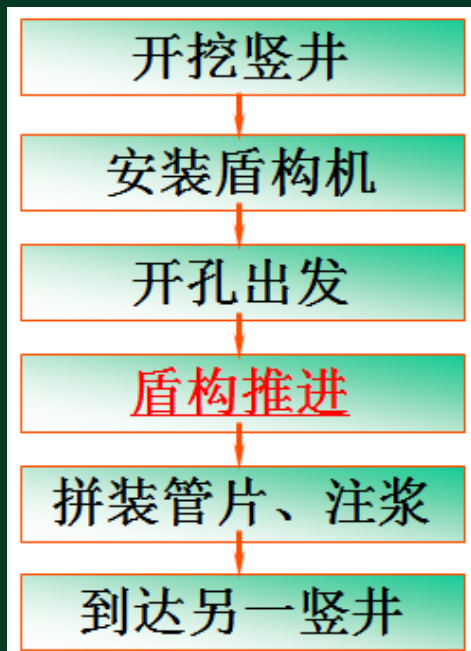 开挖竖井
安装盾构机
开孔出发
盾构推进
拼装管片、注浆
到达另一竖井